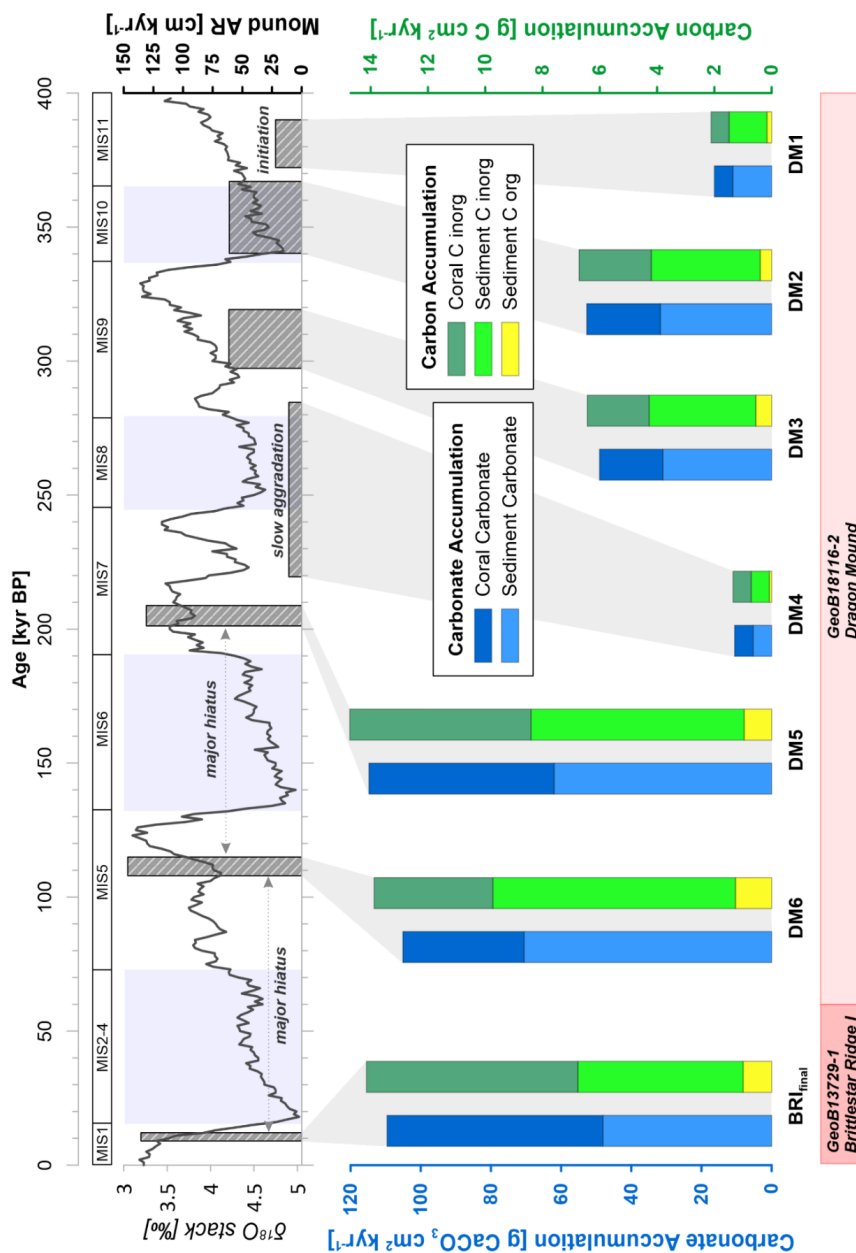 Age [kyr BP]
0 50 100 150 200 250 300 350 400
MIS1 MIS2-4 MIS5 MIS6 MIS7 MIS8 MIS9 MIS10 MIS11
δ18O stack [‰]
3
3.5
4
4.5
5
Mound AR [cm kyr-1]
150
125
100
75
50
25
0
major hiatus
major hiatus
slow aggradation
initiation
Carbonate Accumulation [g CaCO3 cm2 kyr-1]
120
100
80
60
40
20
0
Carbon Accumulation [g C cm2 kyr-1]
14
12
10
8
6
4
2
0
Carbonate Accumulation
Coral Carbonate
Sediment Carbonate
Carbon Accumulation
Coral C inorg
Sediment C inorg
Sediment C org
BRIfinal DM6 DM5 DM4 DM3 DM2 DM1
GeoB13729-1
Brittlestar Ridge I
GeoB18116-2
Dragon Mound